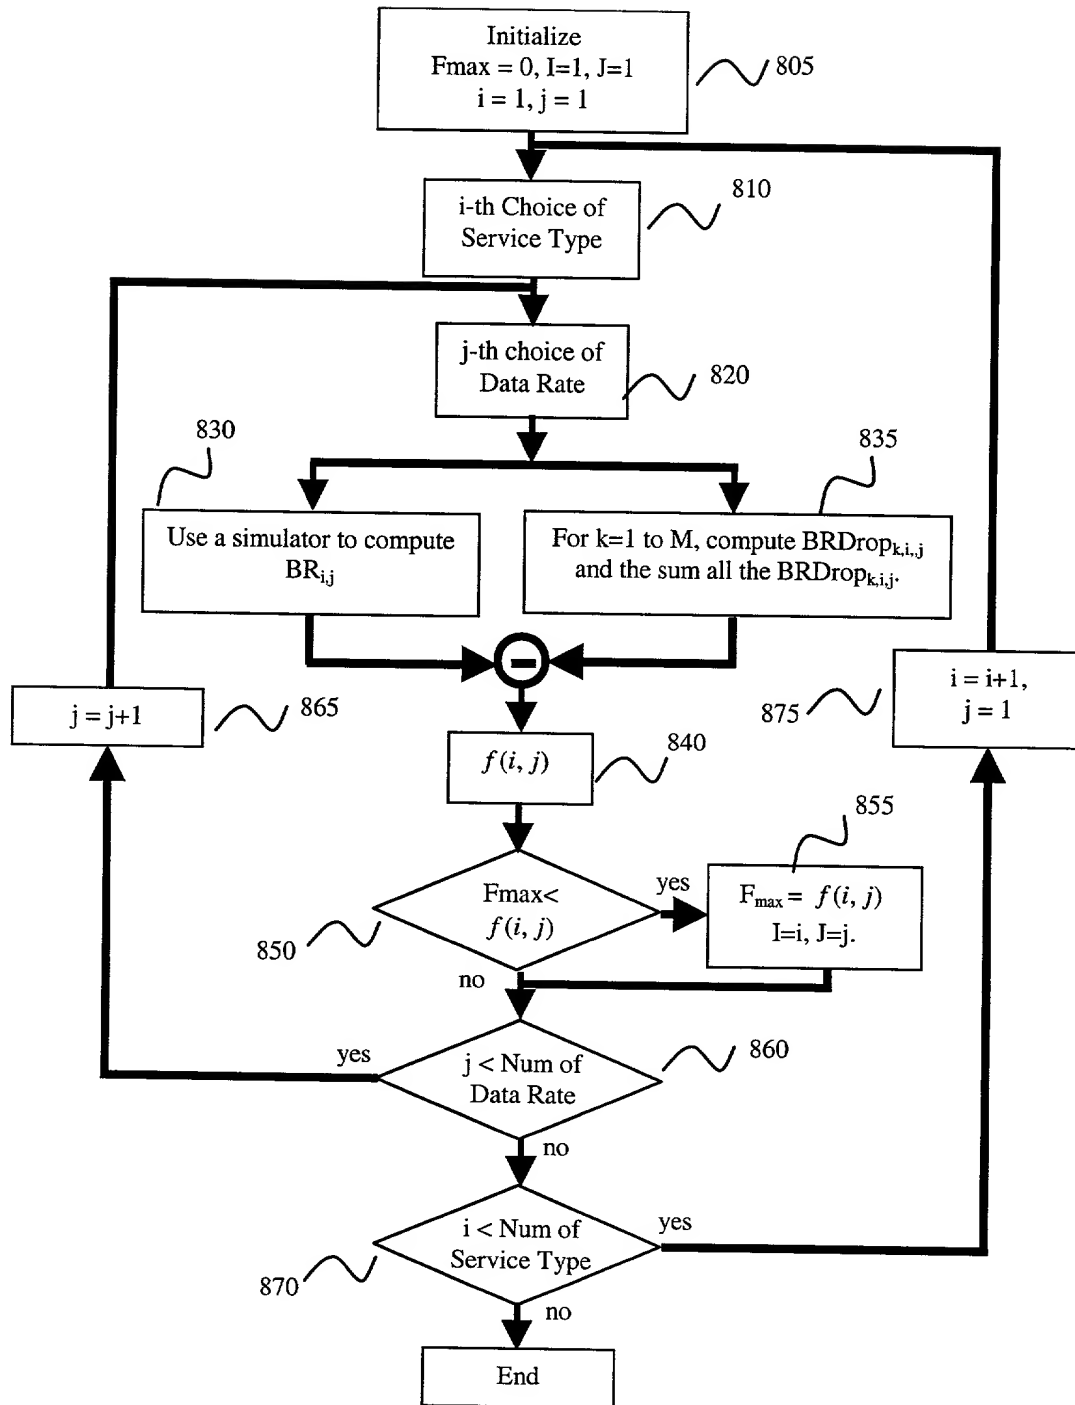 Initialize
Fmax = 0, I=1, J=1
i = 1, j = 1
805
i-th Choice of
Service Type
810
j-th choice of
Data Rate
820
830
835
Use a simulator to compute
BRi,j
For k=1 to M, compute BRDropk,i,,j
and the sum all the BRDropk,i,j.
-
j = j+1
865
i = i+1,
j = 1
875
f(i, j)
840
855
Fmax<
f(i, j)
850
yes
Fmax = f(i, j)
I=i, J=j.
no
j < Num of
Data Rate
860
yes
no
i < Num of
Service Type
870
yes
no
End